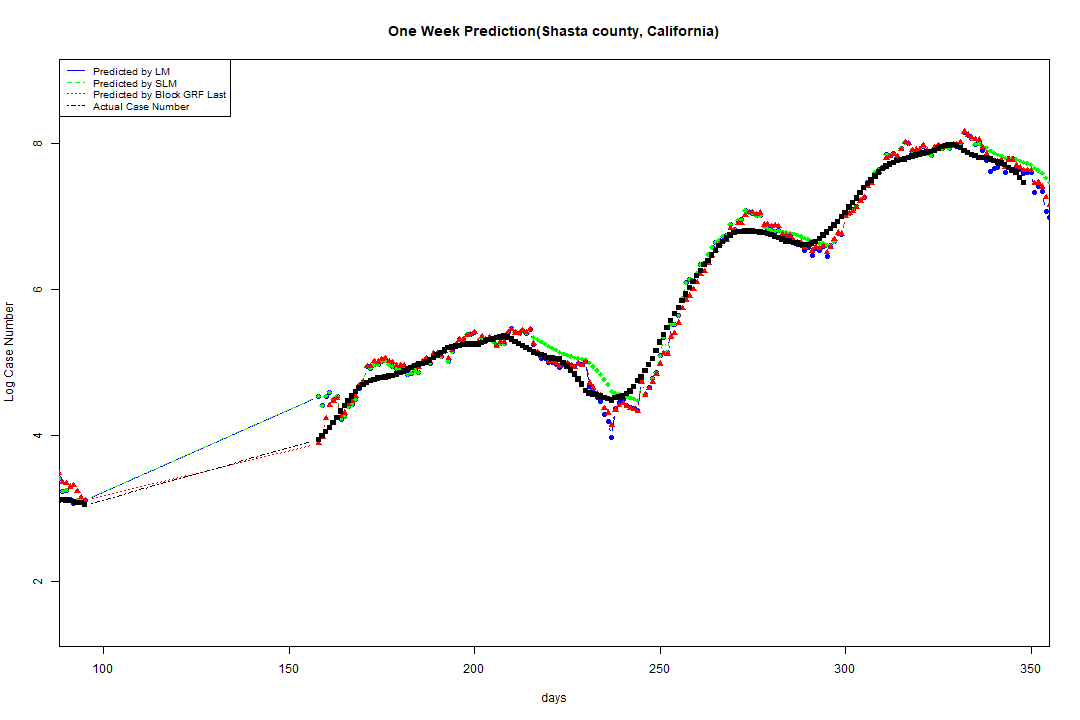 One Week Prediction(Shasta county, California)
Predicted by LM
Predicted by SLM
Predicted by Block GRF Last
Actual Case Number
8
6
4
2
Log Case Number
100 150 200 250 300 350
days